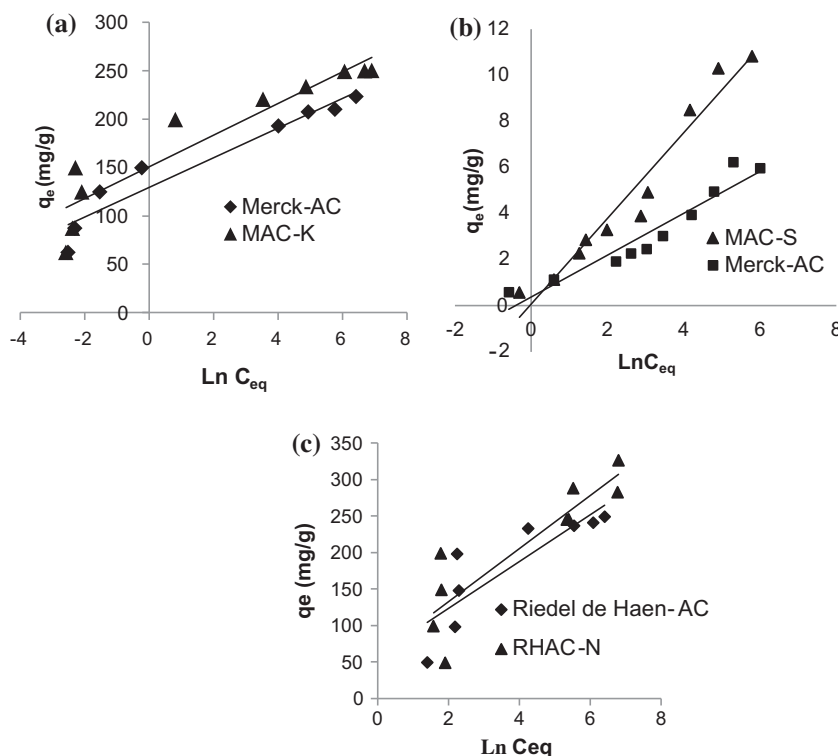 (a)
300
250
200
150
100
50
0
qe (mg/g)
-4
-2
0
2
4
6
8
Ln Ceq
Merck-AC
MAC-K
(b)
12
10
8
6
4
2
0
-2
qe (mg/g)
-2
0
2
4
6
8
LnCeq
MAC-S
Merck-AC
(c)
350
300
250
200
150
100
50
0
qe (mg/g)
0
2
4
6
8
Ln Ceq
Riedel de Haen-AC
RHAC-N